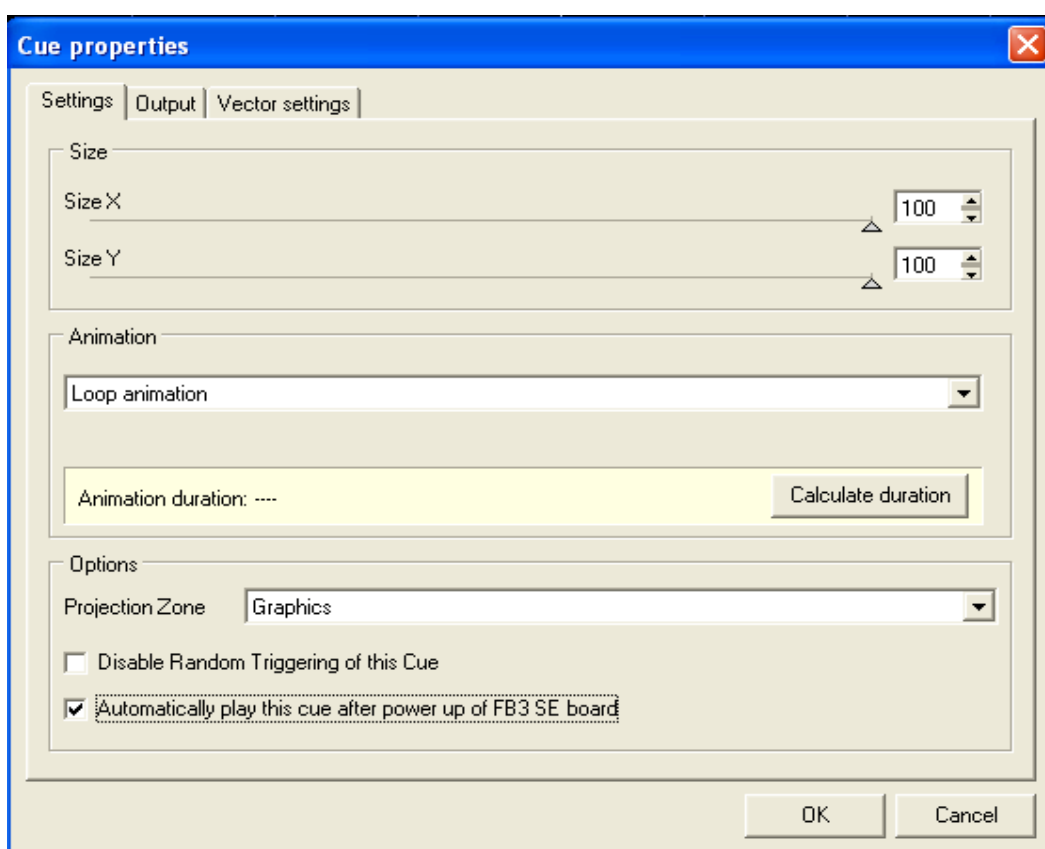 Cue properties
Settings Output Vector settings
Size
Size X 100
Size Y 100
Animation
Loop animation
Animation duration: ---- Calculate duration
Options
Projection Zone Graphics
Disable Random Triggering of this Cue
Automatically play this cue after power up of FB3 SE board
OK Cancel